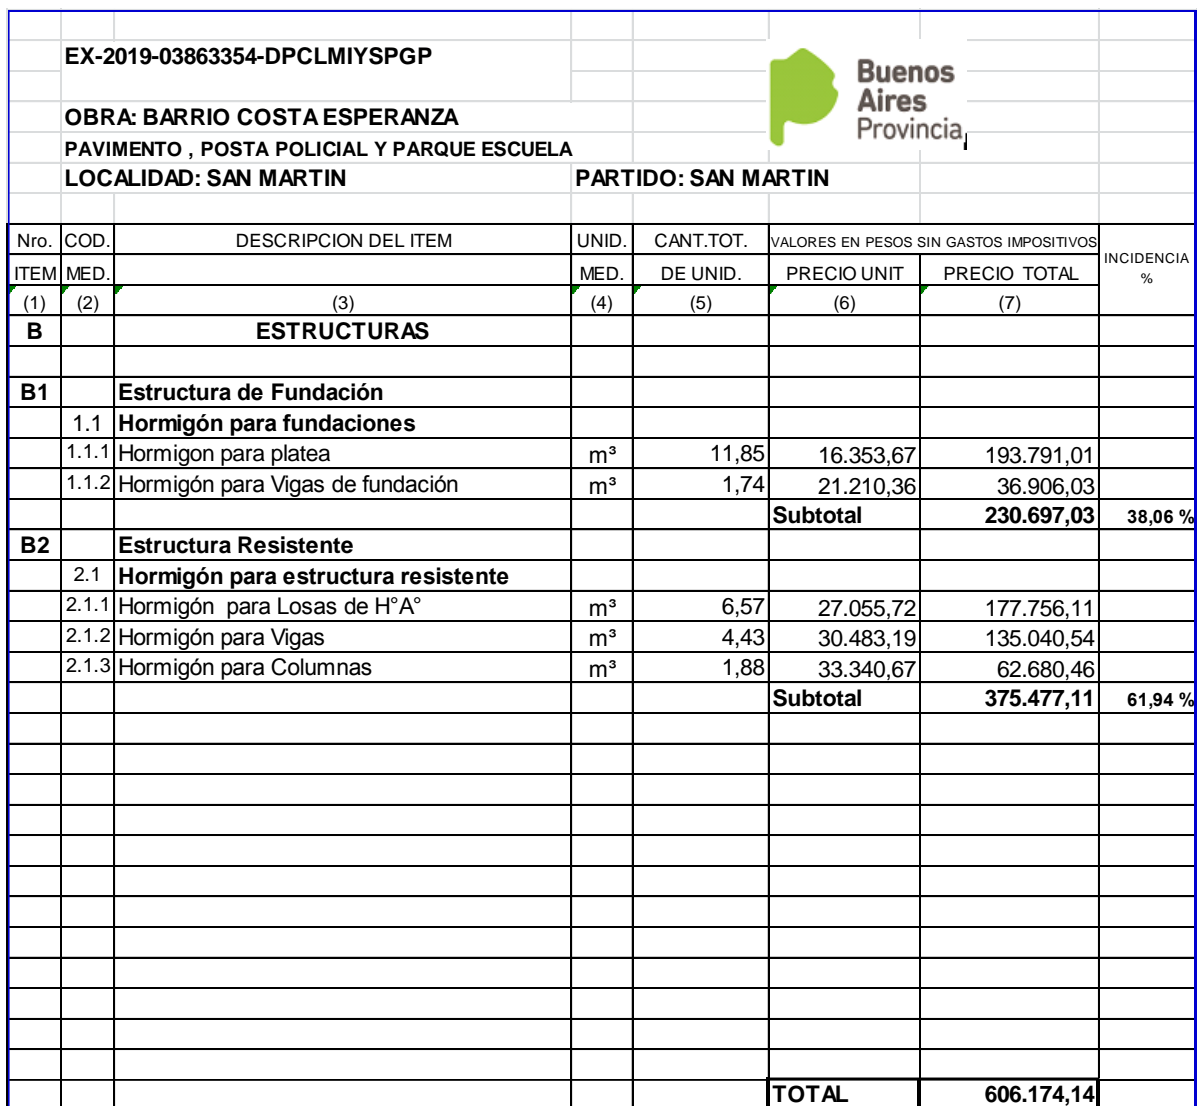 EX-2019-03863354-DPCLMIYSPGP
Buenos
Aires
Provincia
OBRA: BARRIO COSTA ESPERANZA
PAVIMENTO , POSTA POLICIAL Y PARQUE ESCUELA
LOCALIDAD: SAN MARTIN PARTIDO: SAN MARTIN
Nro. COD. DESCRIPCION DEL ITEM UNID. CANT.TOT. VALORES EN PESOS SIN GASTOS IMPOSITIVOS INCIDENCIA
ITEM MED. MED. DE UNID. PRECIO UNIT PRECIO TOTAL %
(1) (2) (3) (4) (5) (6) (7)
B ESTRUCTURAS
B1 Estructura de Fundación
1.1 Hormigón para fundaciones
1.1.1 Hormigon para platea m³ 11,85 16.353,67 193.791,01
1.1.2 Hormigón para Vigas de fundación m³ 1,74 21.210,36 36.906,03
Subtotal 230.697,03 38,06 %
B2 Estructura Resistente
2.1 Hormigón para estructura resistente
2.1.1 Hormigón para Losas de H°A° m³ 6,57 27.055,72 177.756,11
2.1.2 Hormigón para Vigas m³ 4,43 30.483,19 135.040,54
2.1.3 Hormigón para Columnas m³ 1,88 33.340,67 62.680,46
Subtotal 375.477,11 61,94 %
TOTAL 606.174,14